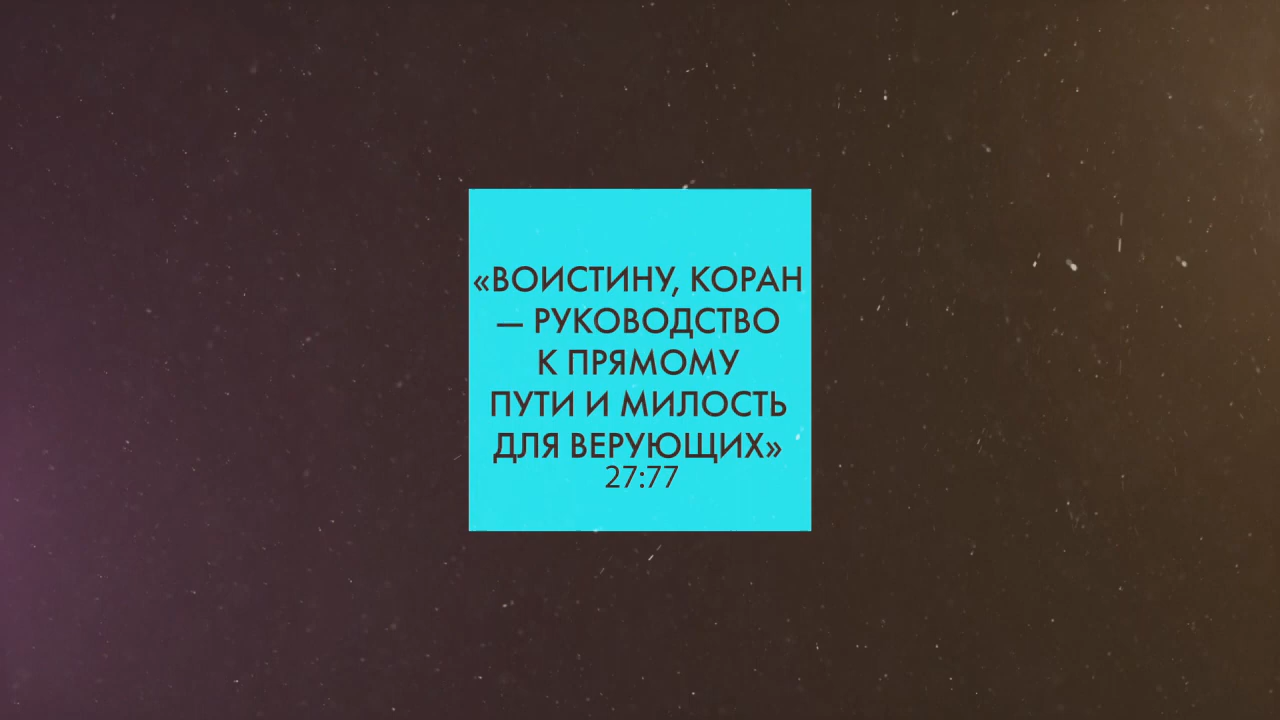 «ВОИСТИНУ, КОРАН
— РУКОВОДСТВО
К ПРЯМОМУ
ПУТИ И МИЛОСТЬ
ДЛЯ ВЕРУЮЩИХ»
27:77